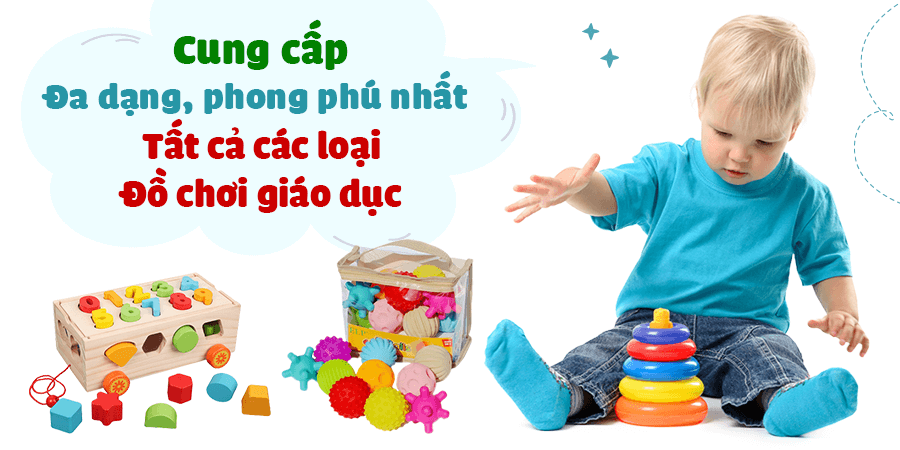 Cung cấp
Đa dạng, phong phú nhất
Tất cả các loại
Đồ chơi giáo dục